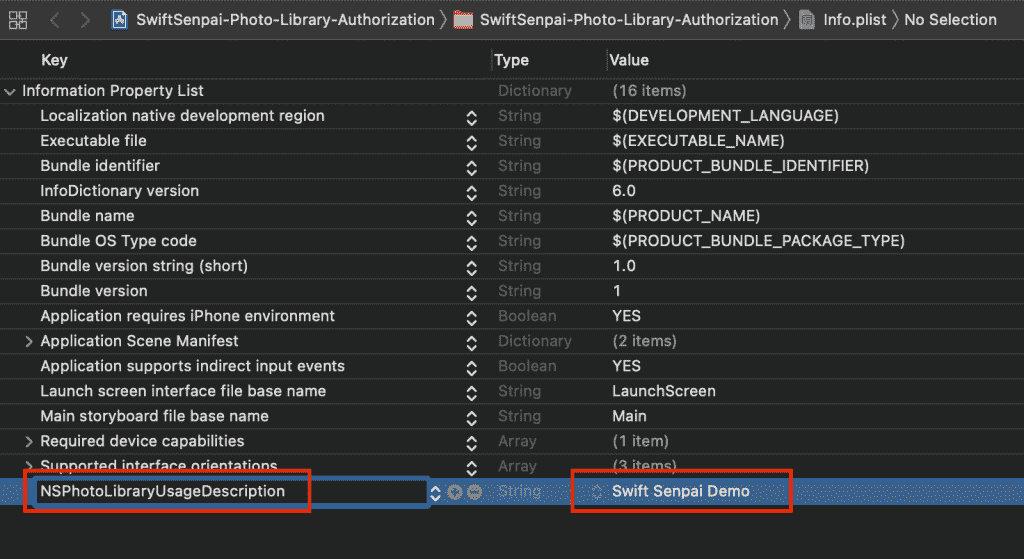 SwiftSenpai-Photo-Library-Authorization SwiftSenpai-Photo-Library-Authorization Info.plist No Selection
Key Type Value
Information Property List Dictionary (16 items)
Localization native development region String $(DEVELOPMENT_LANGUAGE)
Executable file String $(EXECUTABLE_NAME)
Bundle identifier String $(PRODUCT_BUNDLE_IDENTIFIER)
InfoDictionary version String 6.0
Bundle name String $(PRODUCT_NAME)
Bundle OS Type code String $(PRODUCT_BUNDLE_PACKAGE_TYPE)
Bundle version string (short) String 1.0
Bundle version String 1
Application requires iPhone environment Boolean YES
Application Scene Manifest Dictionary (2 items)
Application supports indirect input events Boolean YES
Launch screen interface file base name String LaunchScreen
Main storyboard file base name String Main
Required device capabilities Array (1 item)
Supported interface orientations Array (3 items)
NSPhotoLibraryUsageDescription String Swift Senpai Demo